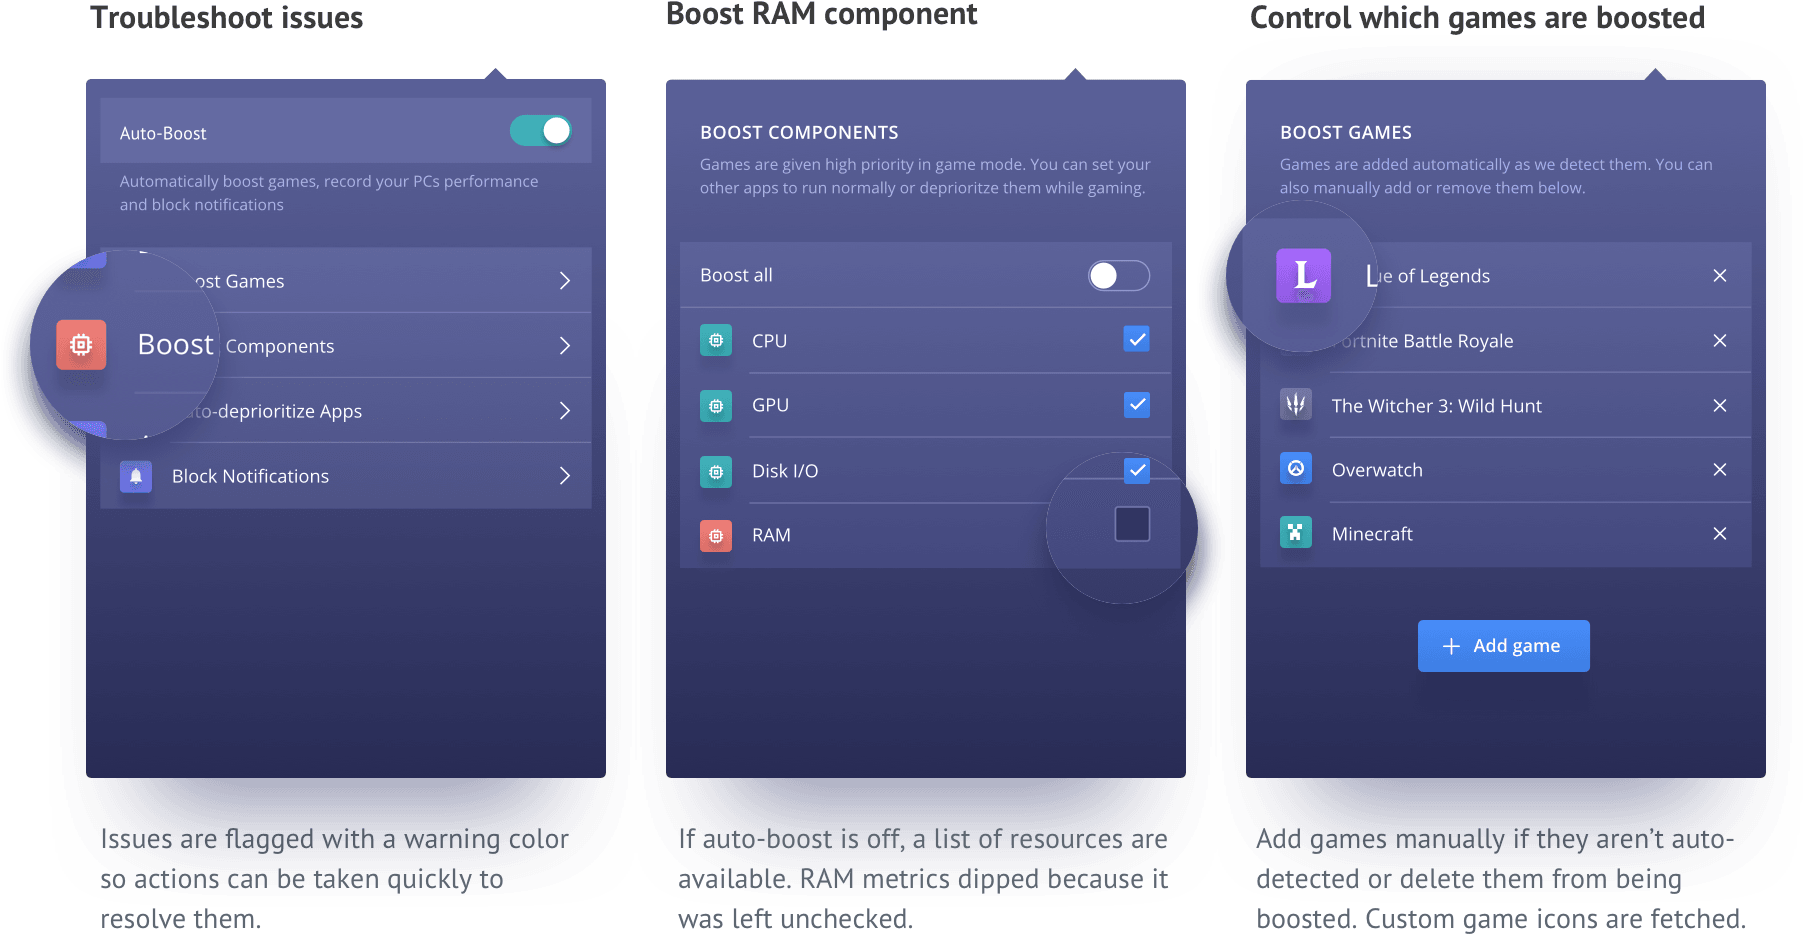 Troubleshoot issues
Auto-Boost
Automatically boost games, record your PCs performance
and block notifications
ost Games
Boost Components
to-deprioritize Apps
Block Notifications
Issues are flagged with a warning color
so actions can be taken quickly to
resolve them.
Boost RAM component
BOOST COMPONENTS
Games are given high priority in game mode. You can set your
other apps to run normally or deprioritze them while gaming.
Boost all
CPU
GPU
Disk I/O
RAM
If auto-boost is off, a list of resources are
available. RAM metrics dipped because it
was left unchecked.
Control which games are boosted
BOOST GAMES
Games are added automatically as we detect them. You can
also manually add or remove them below.
L
Lue of Legends
ortnite Battle Royale
The Witcher 3: Wild Hunt
Overwatch
Minecraft
+ Add game
Add games manually if they aren’t auto-
detected or delete them from being
boosted. Custom game icons are fetched.